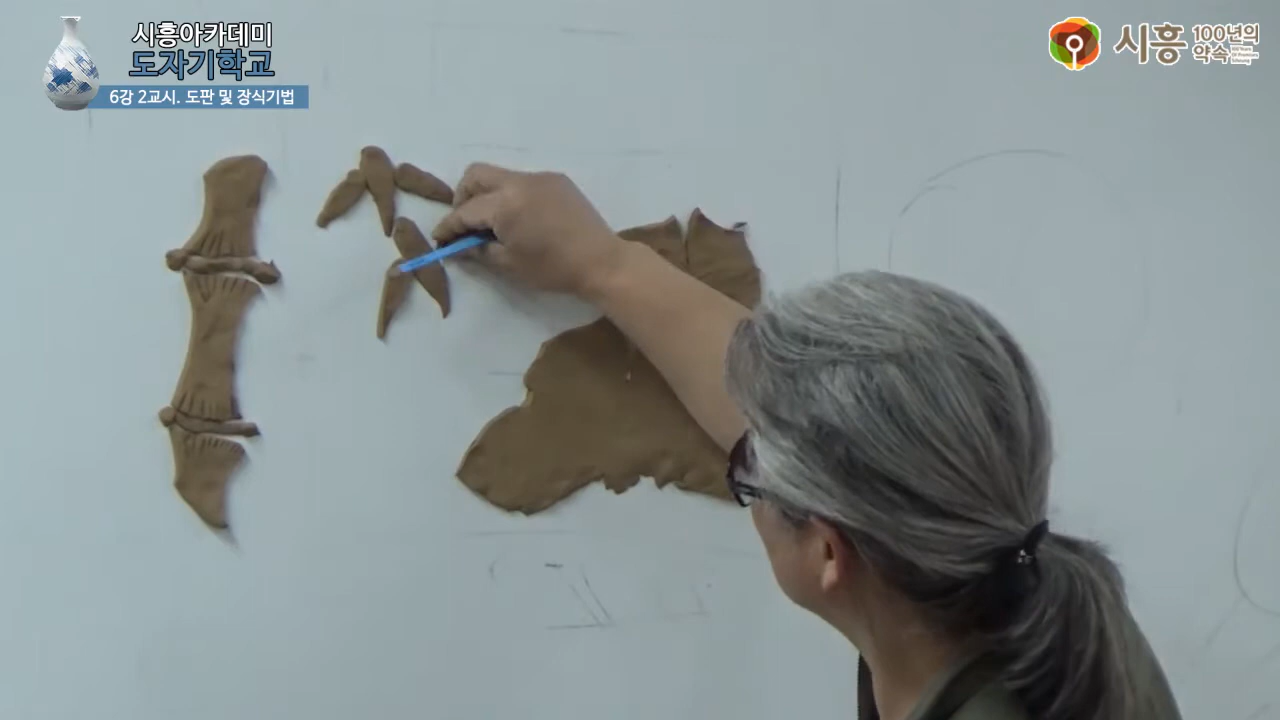 시흥아카데미
도자기학교
6강 2교시. 도판 및 장식기법
시흥 100년의
약속